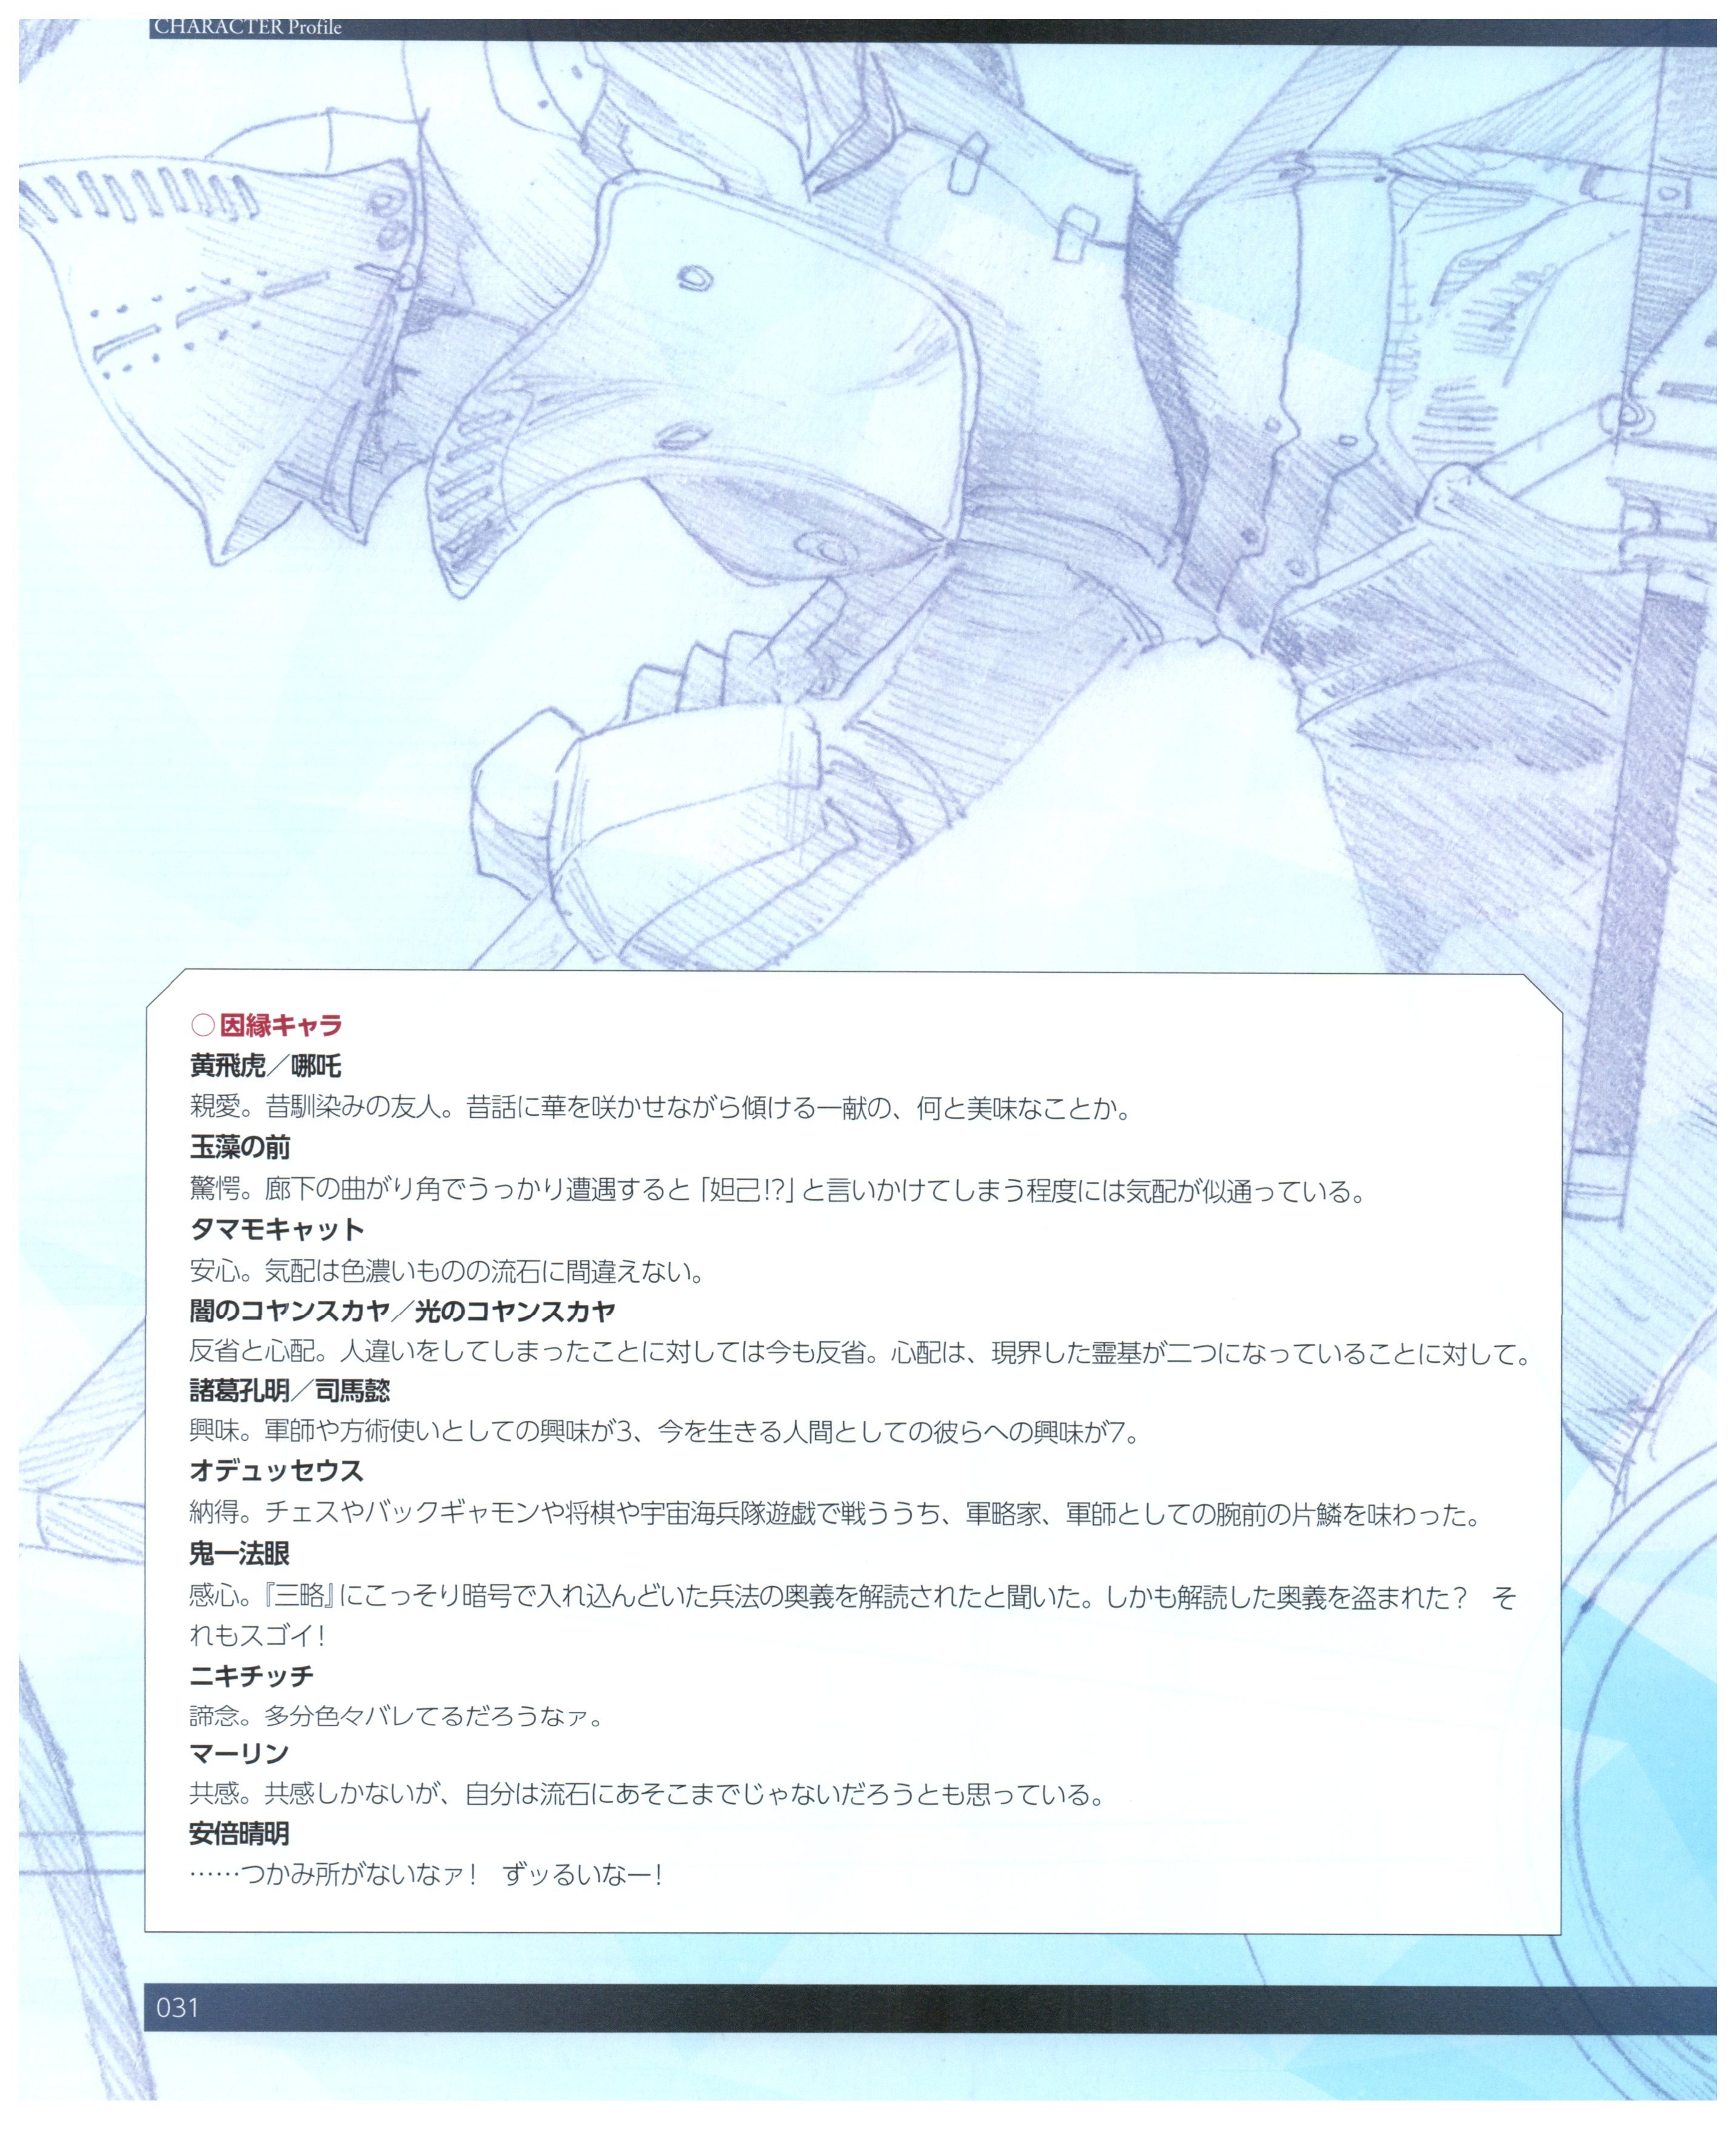 CHARACTER Profile
○因縁キャラ
黄飛虎／哪吒
親愛。昔馴染みの友人。昔話に華を咲かせながら傾ける一献の、何と美味なことか。
玉藻の前
驚愕。廊下の曲がり角でうっかり遭遇すると「妲己!?」と言いかけてしまう程度には気配が似通っている。
タマモキャット
安心。気配は色濃いものの流石に間違えない。
闇のコヤンスカヤ／光のコヤンスカヤ
反省と心配。人違いをしてしまったことに対しては今も反省。心配は、現界した霊基が二つになっていることに対して。
諸葛孔明／司馬懿
興味。軍師や方術使いとしての興味が3、今を生きる人間としての彼らへの興味が7。
オデュッセウス
納得。チェスやバックギャモンや将棋や宇宙海兵隊遊戯で戦ううち、軍略家、軍師としての腕前の片鱗を味わった。
鬼一法眼
感心。『三略』にこっそり暗号で入れ込んどいた兵法の奥義を解読されたと聞いた。しかも解読した奥義を盗まれた？　そ
れもスゴイ！
ニキチッチ
諦念。多分色々バレてるだろうなァ。
マーリン
共感。共感しかないが、自分は流石にあそこまでじゃないだろうとも思っている。
安倍晴明
……つかみ所がないなァ！　ずッるいなー！
031